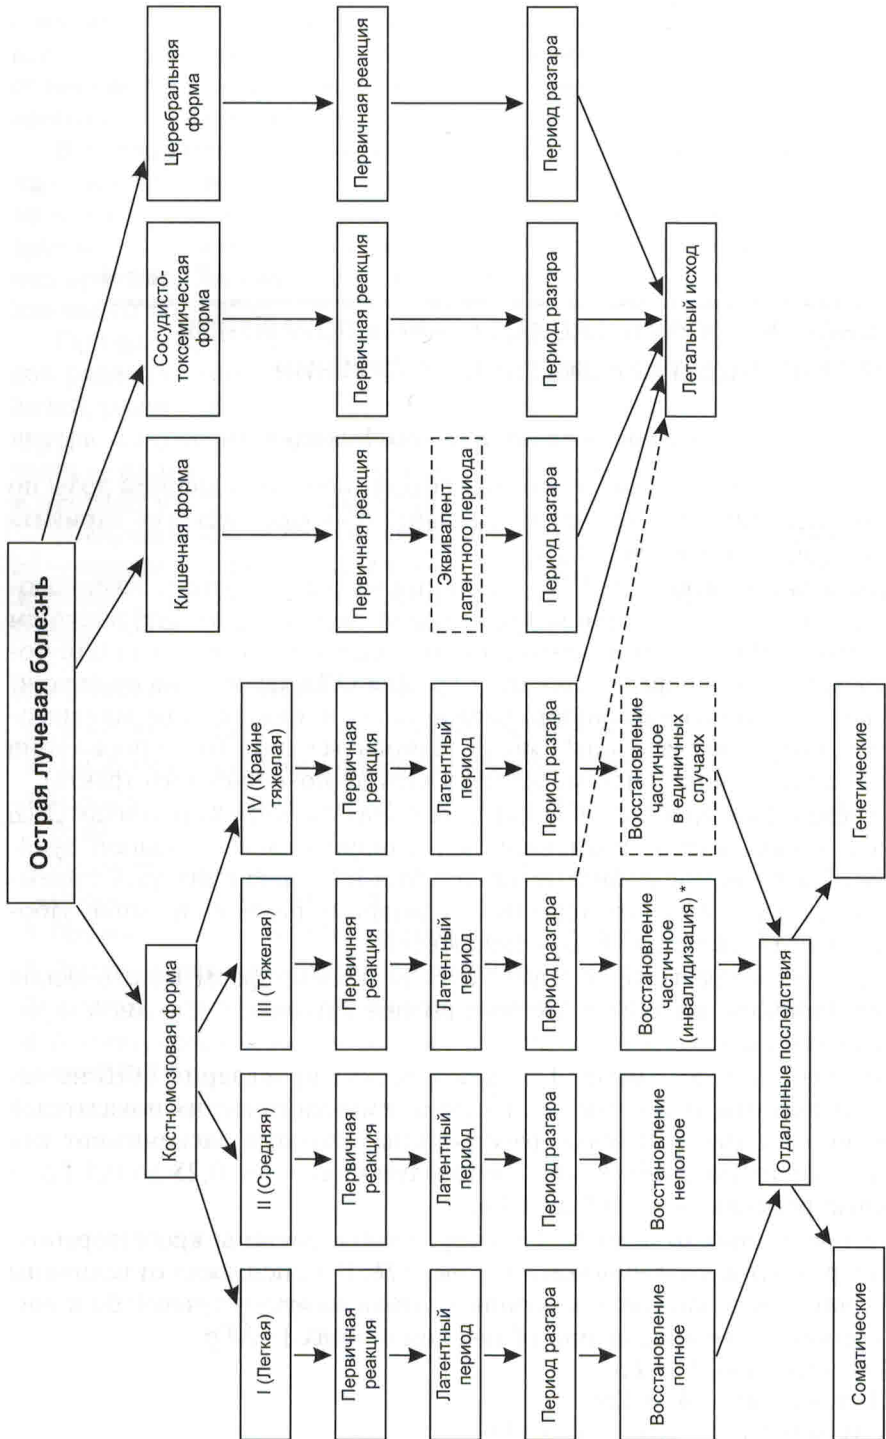 Острая лучевая болезнь
Костномозговая форма
Кишечная форма
Сосудисто-
токсемическая
форма
Церебральная
форма
I (Легкая)
II (Средняя)
III (Тяжелая)
IV (Крайне
тяжелая)
Первичная
реакция
Первичная
реакция
Первичная
реакция
Первичная
реакция
Первичная реакция
Первичная реакция
Первичная реакция
Латентный
период
Латентный
период
Латентный
период
Латентный
период
Эквивалент
латентного периода
Период разгара
Период разгара
Период разгара
Период разгара
Период разгара
Период разгара
Период разгара
Восстановление
полное
Восстановление
неполное
Восстановление
частичное
(инвалидизация) *
Восстановление
частичное
в единичных
случаях
Летальный исход
Отдаленные последствия
Соматические
Генетические